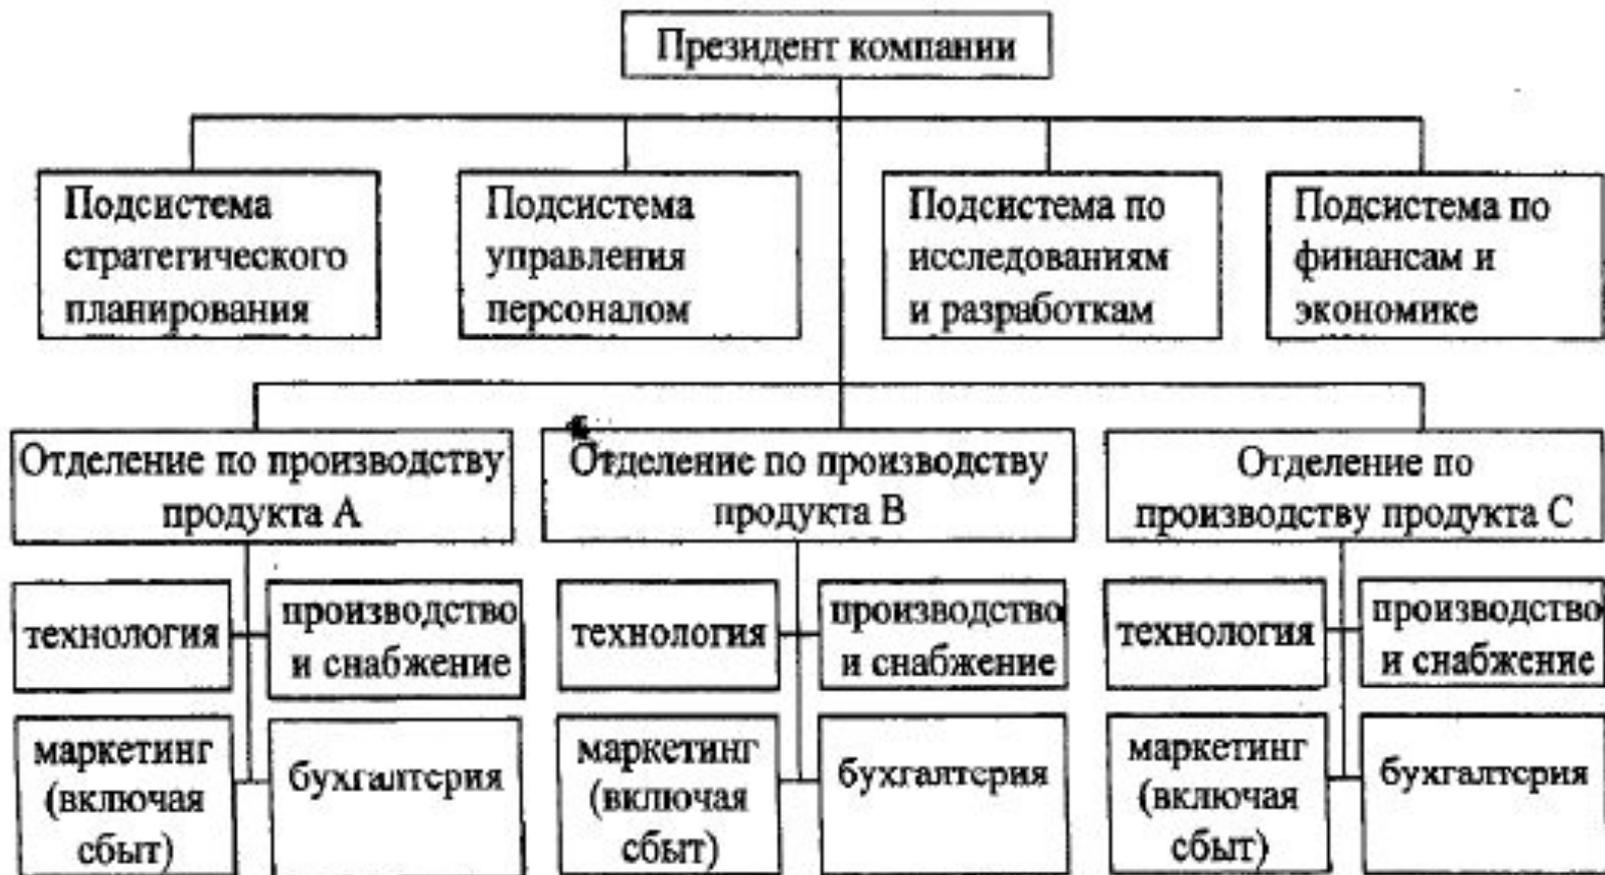 Президент компании
Подсистема
стратегического
планирования
Подсистема
управления
персоналом
Подсистема по
исследованиям
и разработкам
Подсистема по
финансам и
экономике
Отделение по производству
продукта А
Отделение по производству
продукта В
Отделение по
производству продукта С
технология
производство
и снабжение
маркетинг
(включая
сбыт)
бухгалтерия
технология
производство
и снабжение
маркетинг
(включая
сбыт)
бухгалтерия
технология
производство
и снабжение
маркетинг
(включая
сбыт)
бухгалтерия